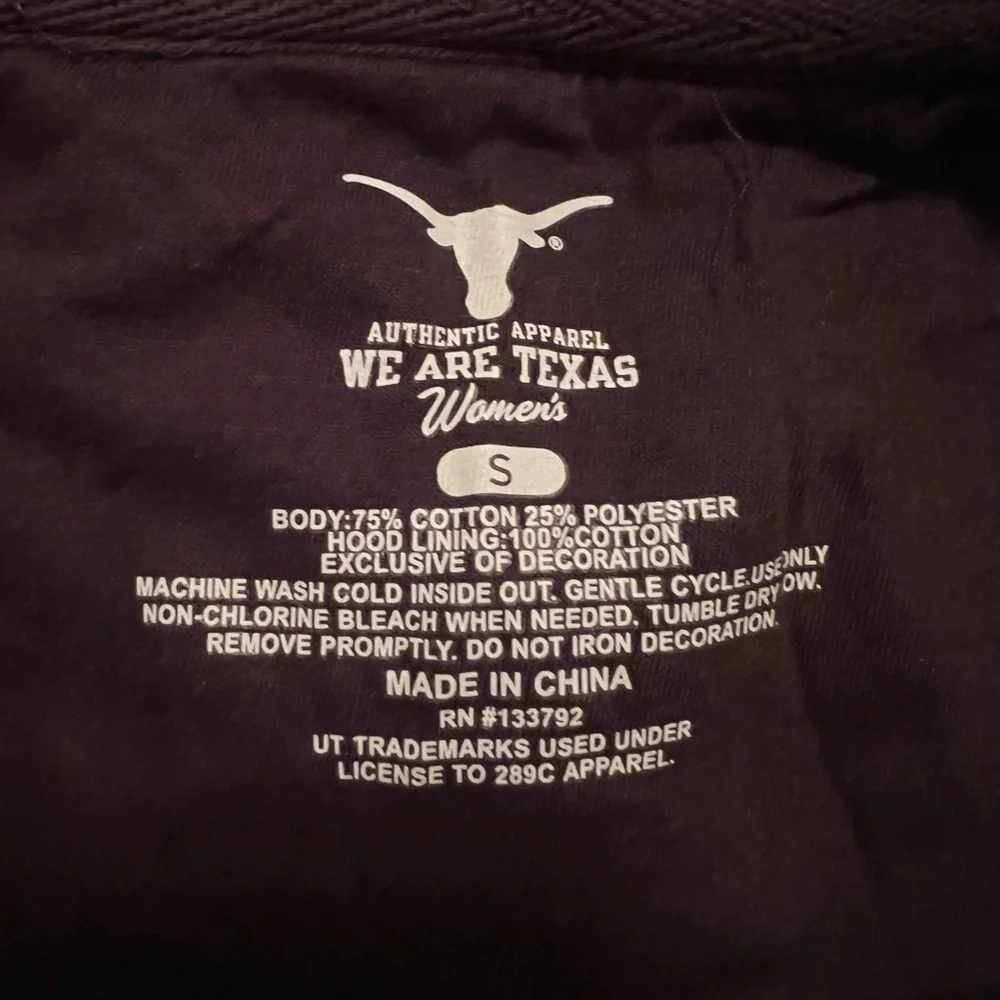 ®
AUTHENTIC APPAREL
WE ARE TEXAS
Women's
S
BODY:75% COTTON 25% POLYESTER
HOOD LINING:100%COTTON
EXCLUSIVE OF DECORATION
MACHINE WASH COLD INSIDE OUT. GENTLE CYCLE.USE ONLY
NON-CHLORINE BLEACH WHEN NEEDED. TUMBLE DRY OW.
REMOVE PROMPTLY. DO NOT IRON DECORATION.
MADE IN CHINA
RN #133792
UT TRADEMARKS USED UNDER
LICENSE TO 289C APPAREL.